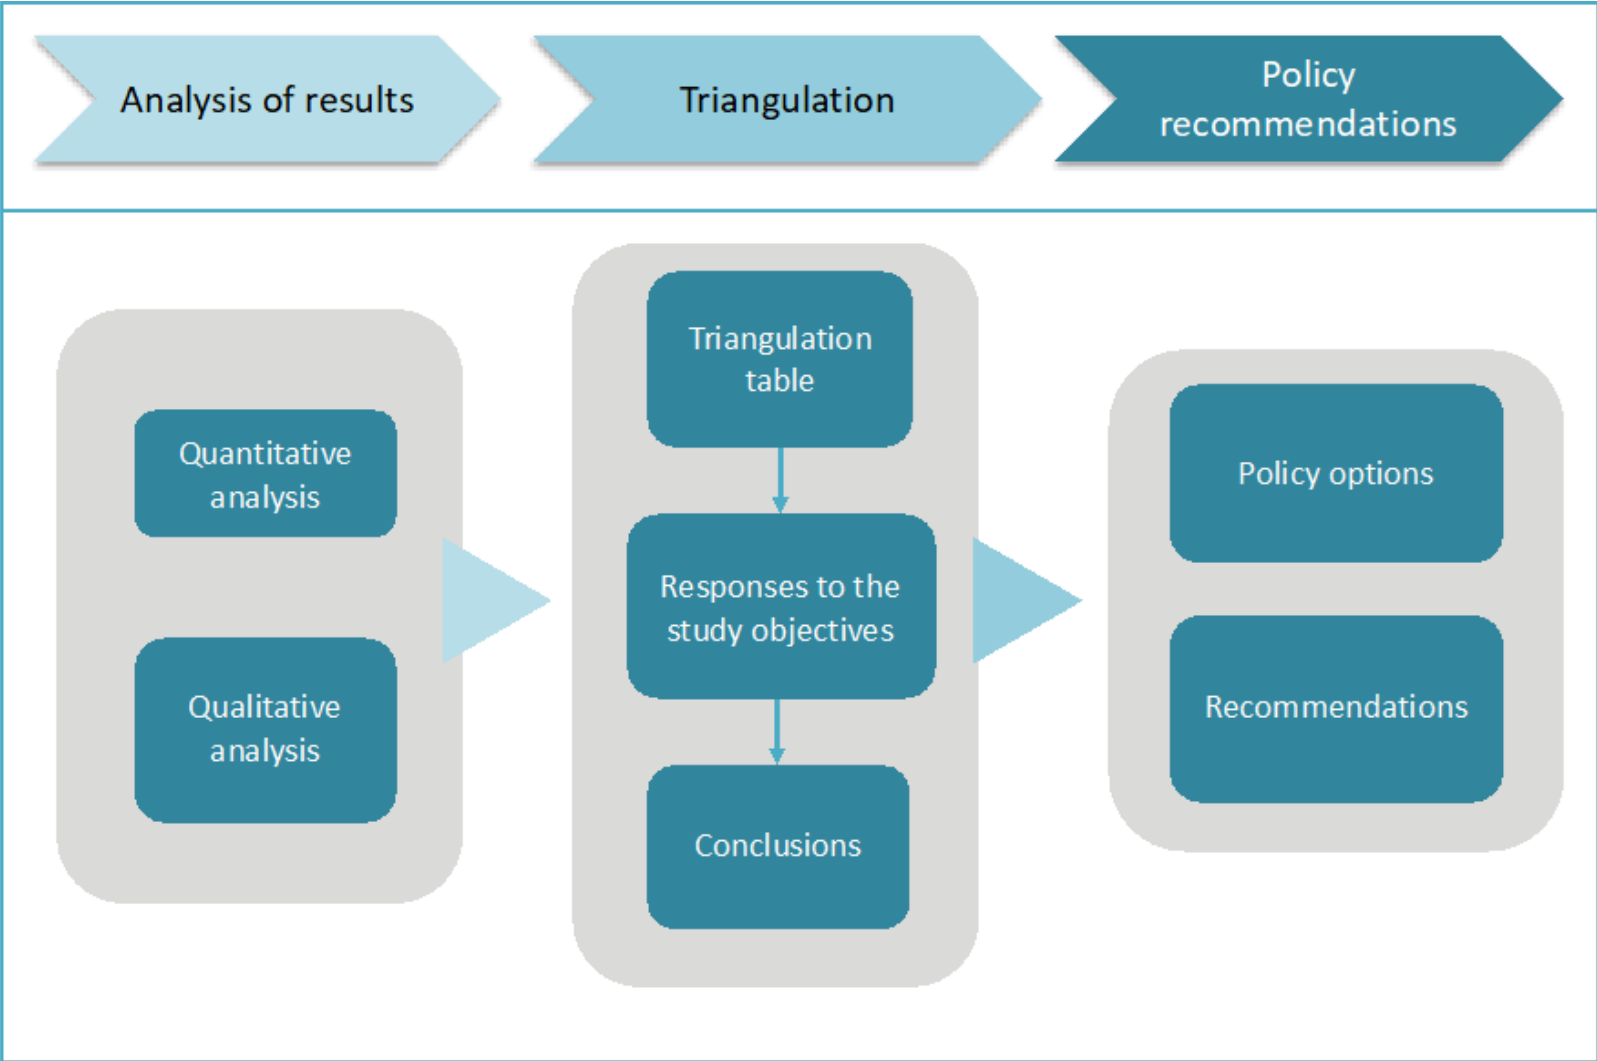 Analysis of results
Triangulation
Policy
recommendations
Quantitative
analysis
Qualitative
analysis
Triangulation
table
Responses to the
study objectives
Conclusions
Policy options
Recommendations